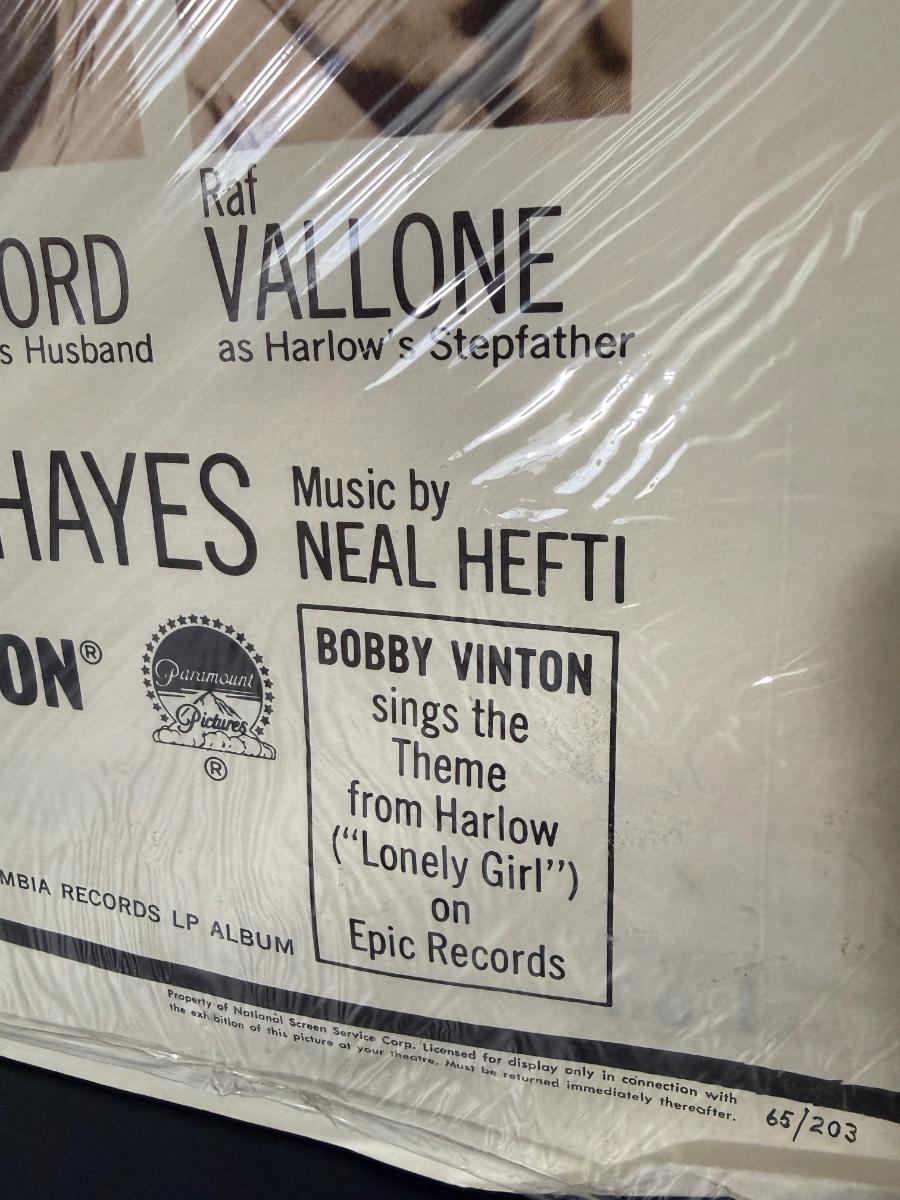 Raf
ORD VALLONE
s Husband as Harlow's Stepfather
HAYES
Music by
NEAL HEFTI
ON®
Paramount
Pictures
®
BOBBY VINTON
sings the
Theme
from Harlow
("Lonely Girl")
on
Epic Records
MBIA RECORDS LP ALBUM
Property of National Screen Service Corp. Licensed for display only in connection with
the exhibition of this picture at your theatre. Must be returned immediately thereafter.
65/203